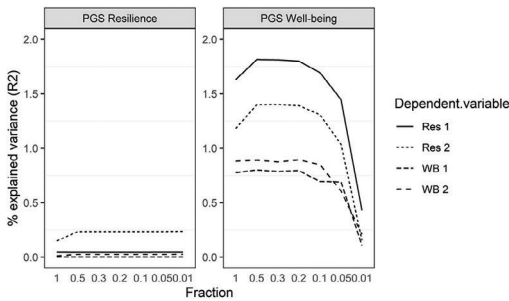 PGS Resilience
PGS Well-being
% explained variance (R2)
2.0
1.5
1.0
0.5
0.0
2.0
1.5
1.0
0.5
0.0
1 0.5 0.3 0.2 0.1 0.05 0.01
1 0.5 0.3 0.2 0.1 0.05 0.01
Fraction
Dependent.variable
Res 1
Res 2
WB 1
WB 2